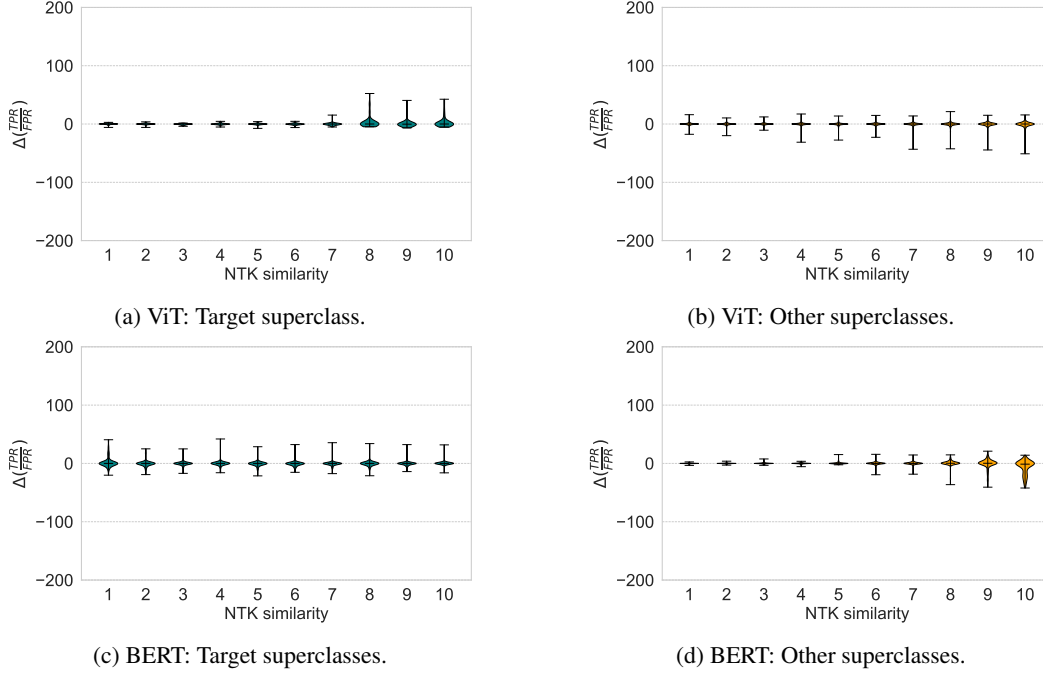 200
100
0
−100
−200
Δ(TPR/FPR)
1 2 3 4 5 6 7 8 9 10
NTK similarity
(a) ViT: Target superclass.
200
100
0
−100
−200
Δ(TPR/FPR)
1 2 3 4 5 6 7 8 9 10
NTK similarity
(b) ViT: Other superclasses.
200
100
0
−100
−200
Δ(TPR/FPR)
1 2 3 4 5 6 7 8 9 10
NTK similarity
(c) BERT: Target superclasses.
200
100
0
−100
−200
Δ(TPR/FPR)
1 2 3 4 5 6 7 8 9 10
NTK similarity
(d) BERT: Other superclasses.